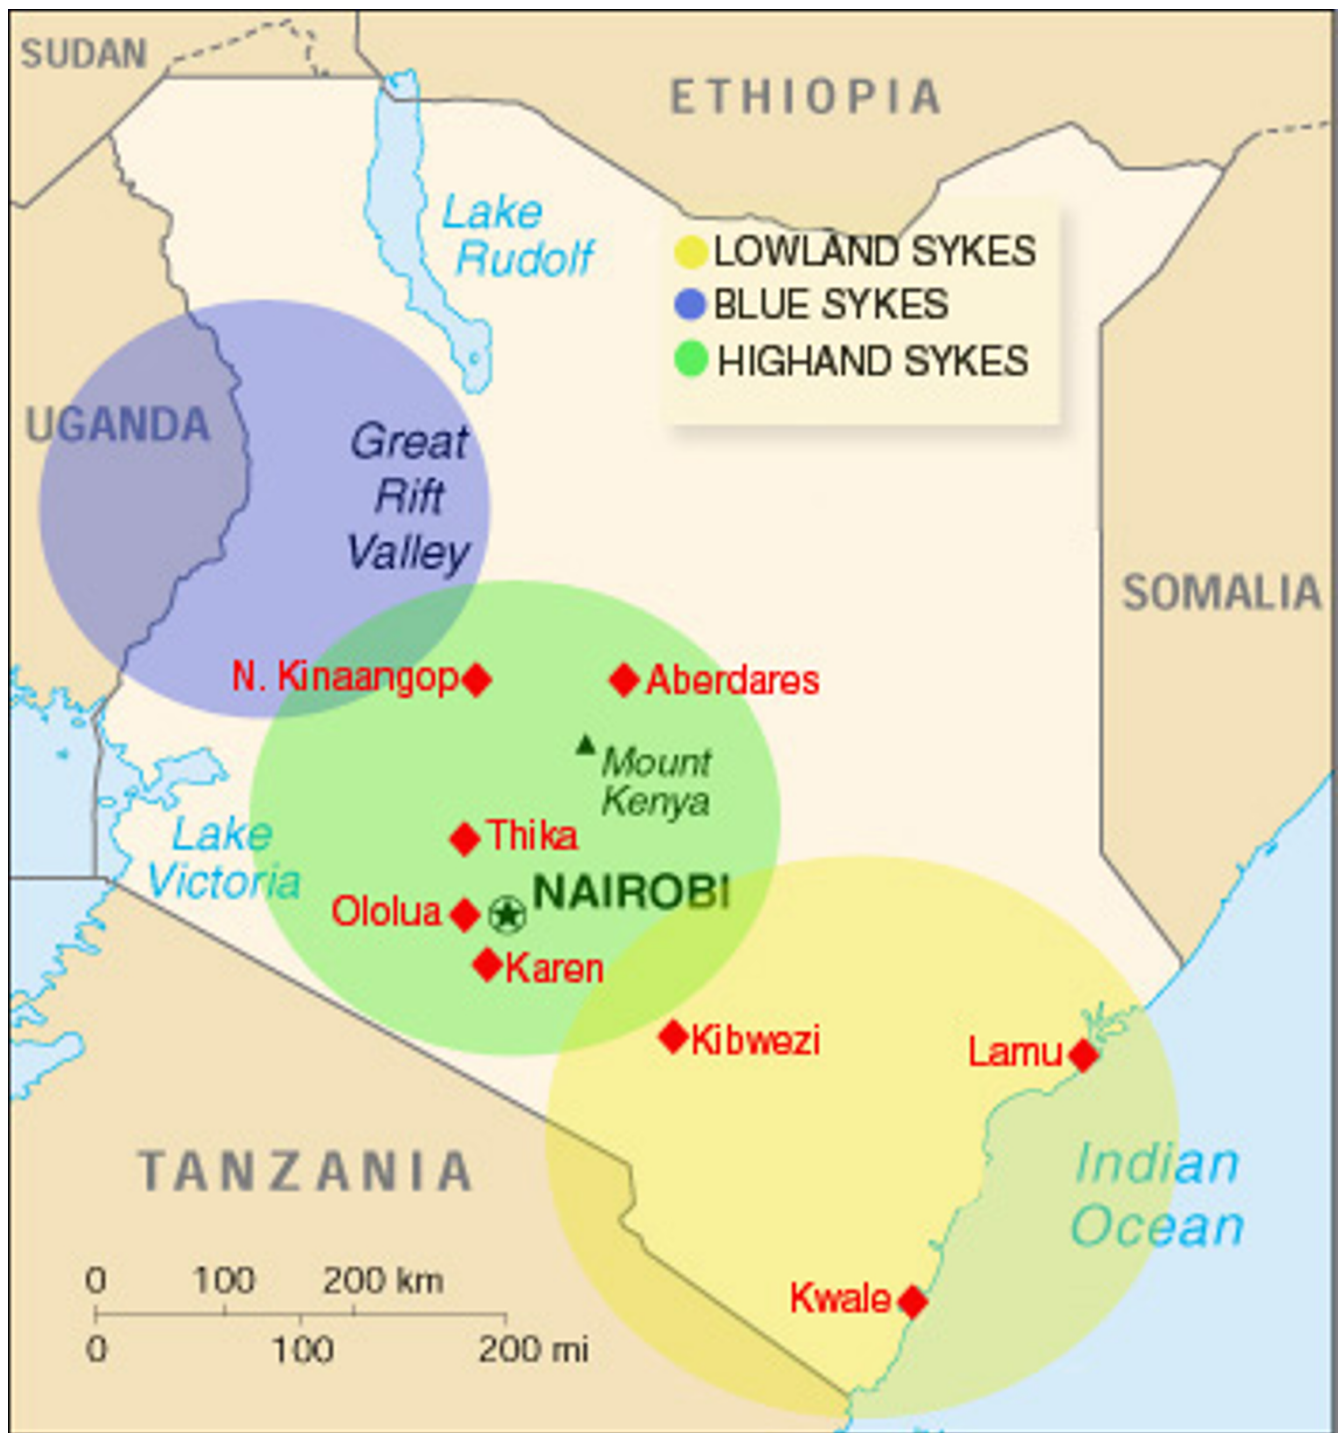 SUDAN
ETHIOPIA
Lake
Rudolf
LOWLAND SYKES
BLUE SYKES
HIGHAND SYKES
UGANDA
Great
Rift
Valley
SOMALIA
N. Kinaangop
Aberdares
Mount
Kenya
Thika
Lake
Victoria
NAIROBI
Ololua
Karen
Kibwezi
Lamu
TANZANIA
Indian
Ocean
Kwale
0 100 200 km
0 100 200 mi